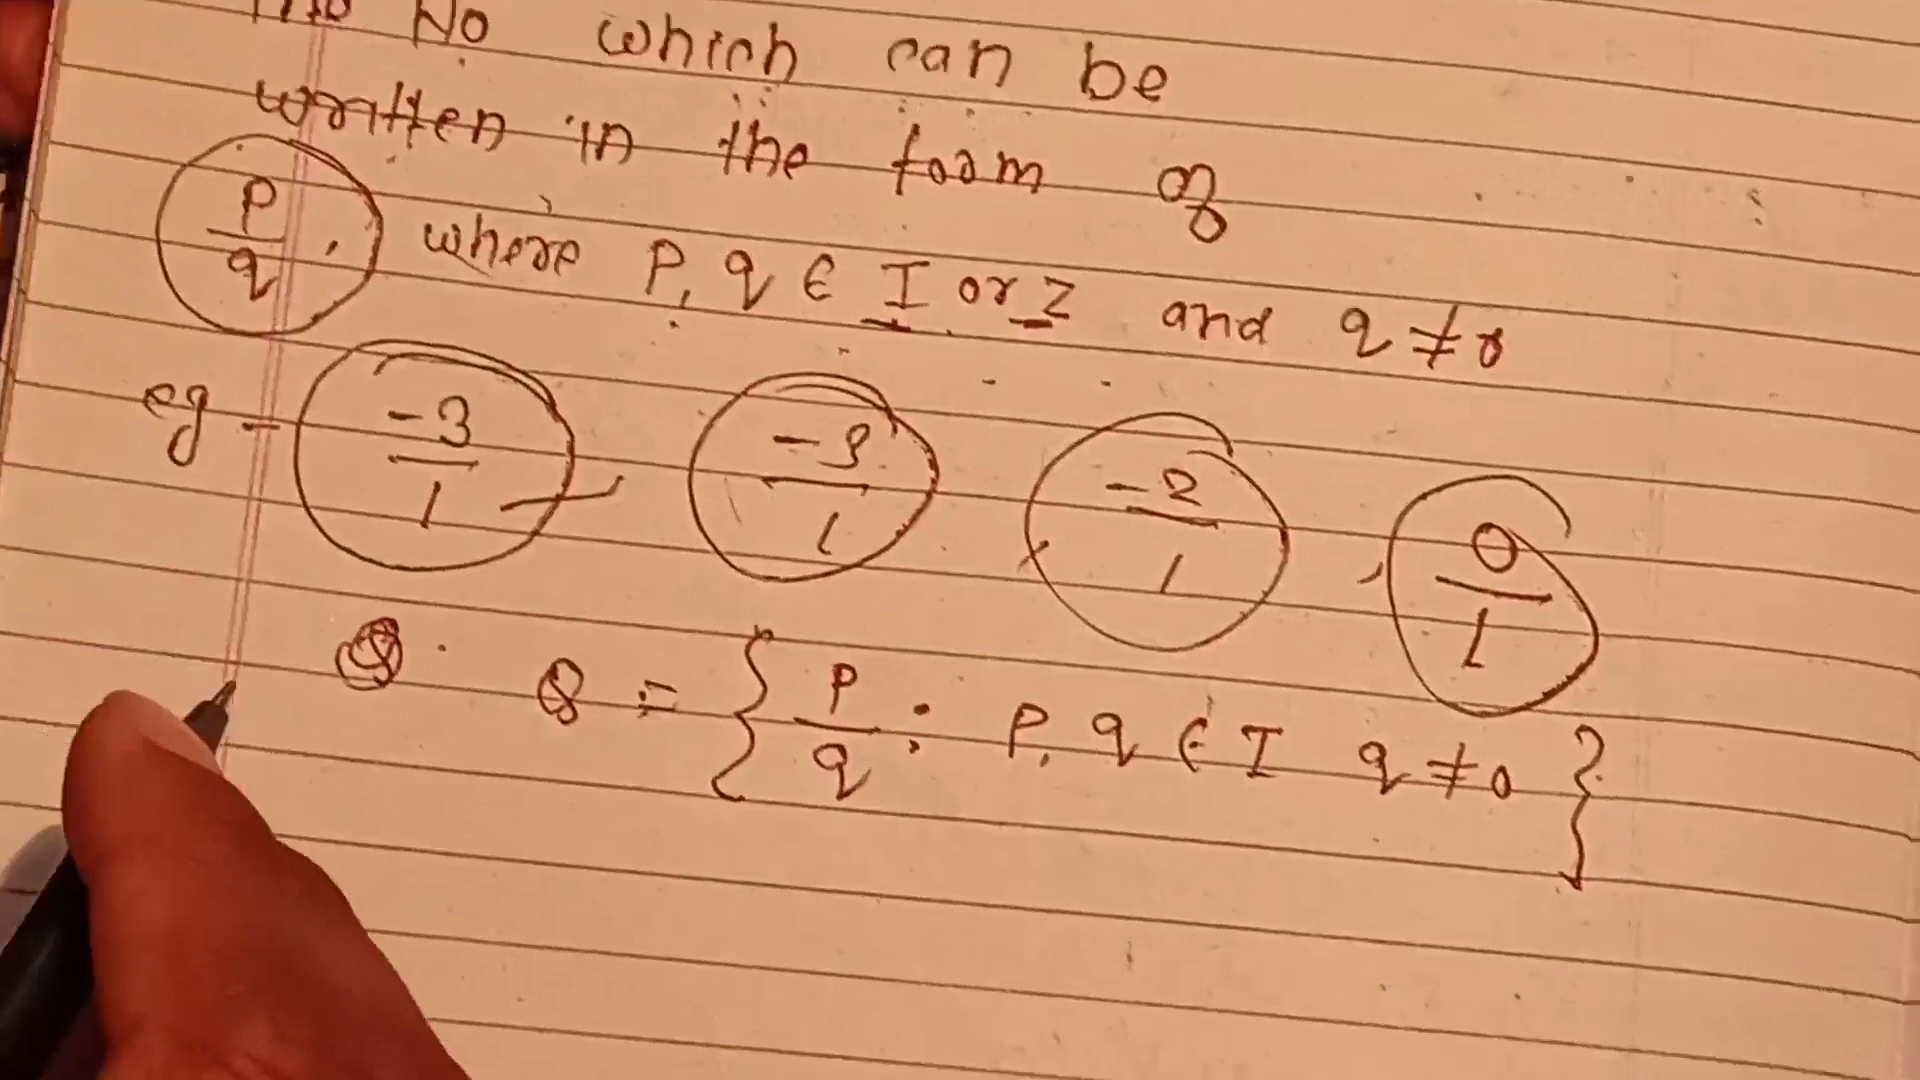 The No which can be
written in the form of
p/q, where P, q ∈ I or Z and q ≠ 0
eg - -3/1, -3/1, -2/1, 0/1
Q = { P/q : P, q ∈ I q ≠ 0 }